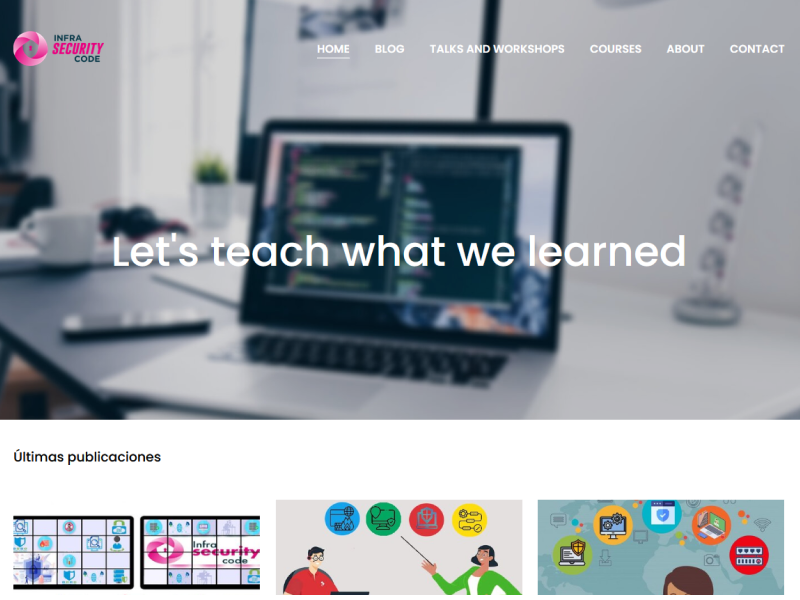 INFRA
SECURITY
CODE
HOME BLOG TALKS AND WORKSHOPS COURSES ABOUT CONTACT
Let's teach what we learned
Últimas publicaciones
Infra
security
code